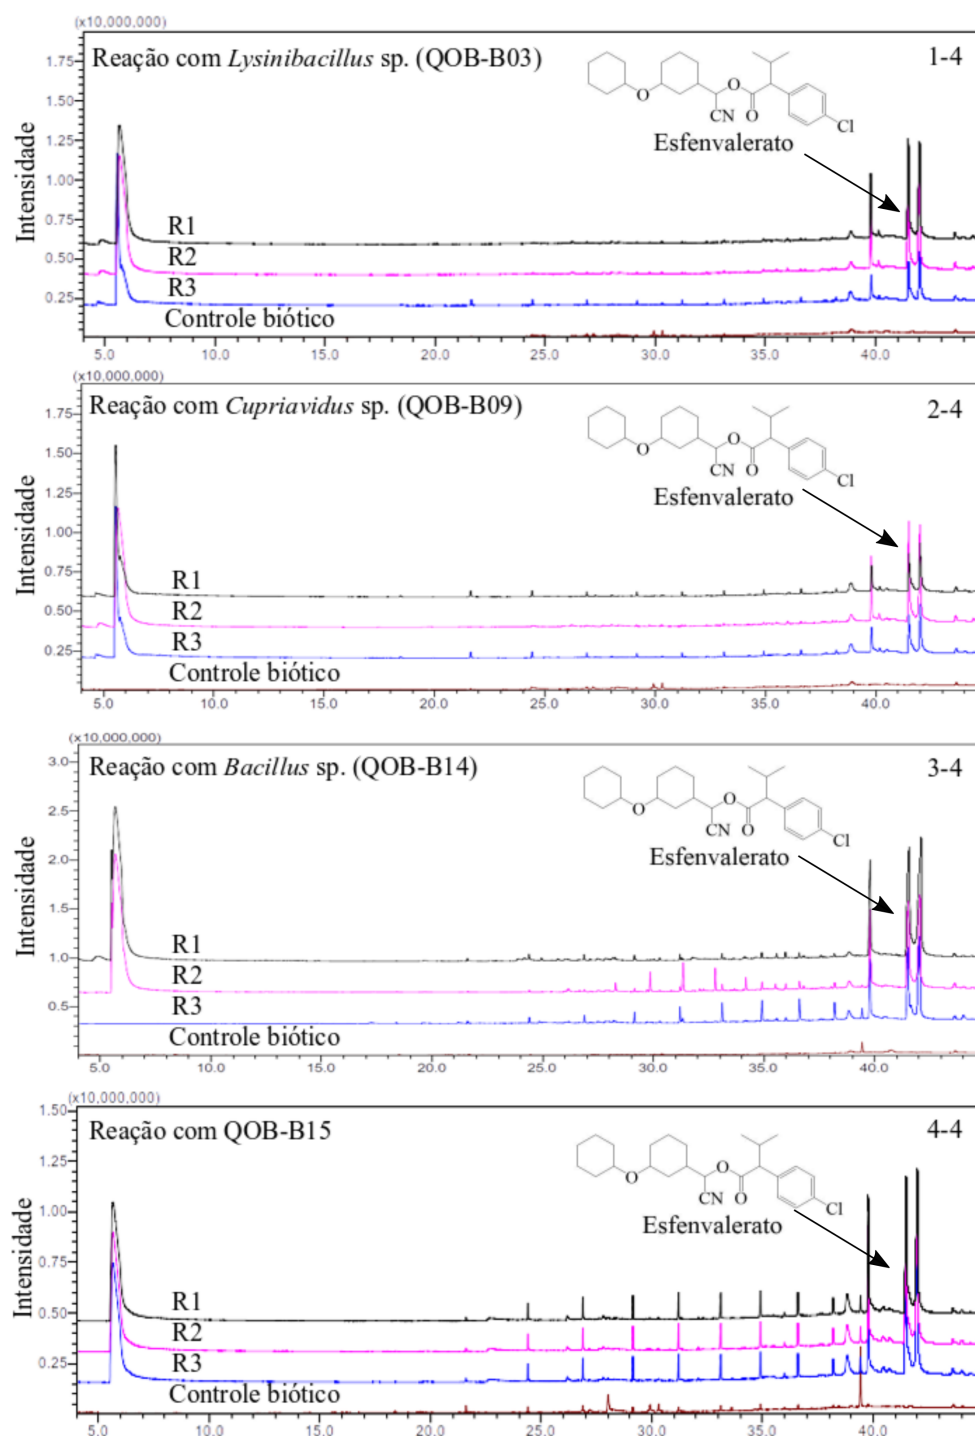 (x10,000,000)
Reação com Lysinibacillus sp. (QOB-B03)
1-4
O
O
CN
O
Cl
Esfenvalerato
Intensidade
1.75
1.50
1.25
1.00
0.75
0.50
0.25
R1
R2
R3
Controle biótico
5.0 10.0 15.0 20.0 25.0 30.0 35.0 40.0
(x10,000,000)
Reação com Cupriavidus sp. (QOB-B09)
2-4
O
O
CN
O
Cl
Esfenvalerato
Intensidade
1.75
1.50
1.25
1.00
0.75
0.50
0.25
R1
R2
R3
Controle biótico
5.0 10.0 15.0 20.0 25.0 30.0 35.0 40.0
(x10,000,000)
Reação com Bacillus sp. (QOB-B14)
3-4
O
O
CN
O
Cl
Esfenvalerato
Intensidade
3.0
2.5
2.0
1.5
1.0
0.5
R1
R2
R3
Controle biótico
5.0 10.0 15.0 20.0 25.0 30.0 35.0 40.0
(x10,000,000)
Reação com QOB-B15
4-4
O
O
CN
O
Cl
Esfenvalerato
Intensidade
1.50
1.25
1.00
0.75
0.50
0.25
R1
R2
R3
Controle biótico
5.0 10.0 15.0 20.0 25.0 30.0 35.0 40.0